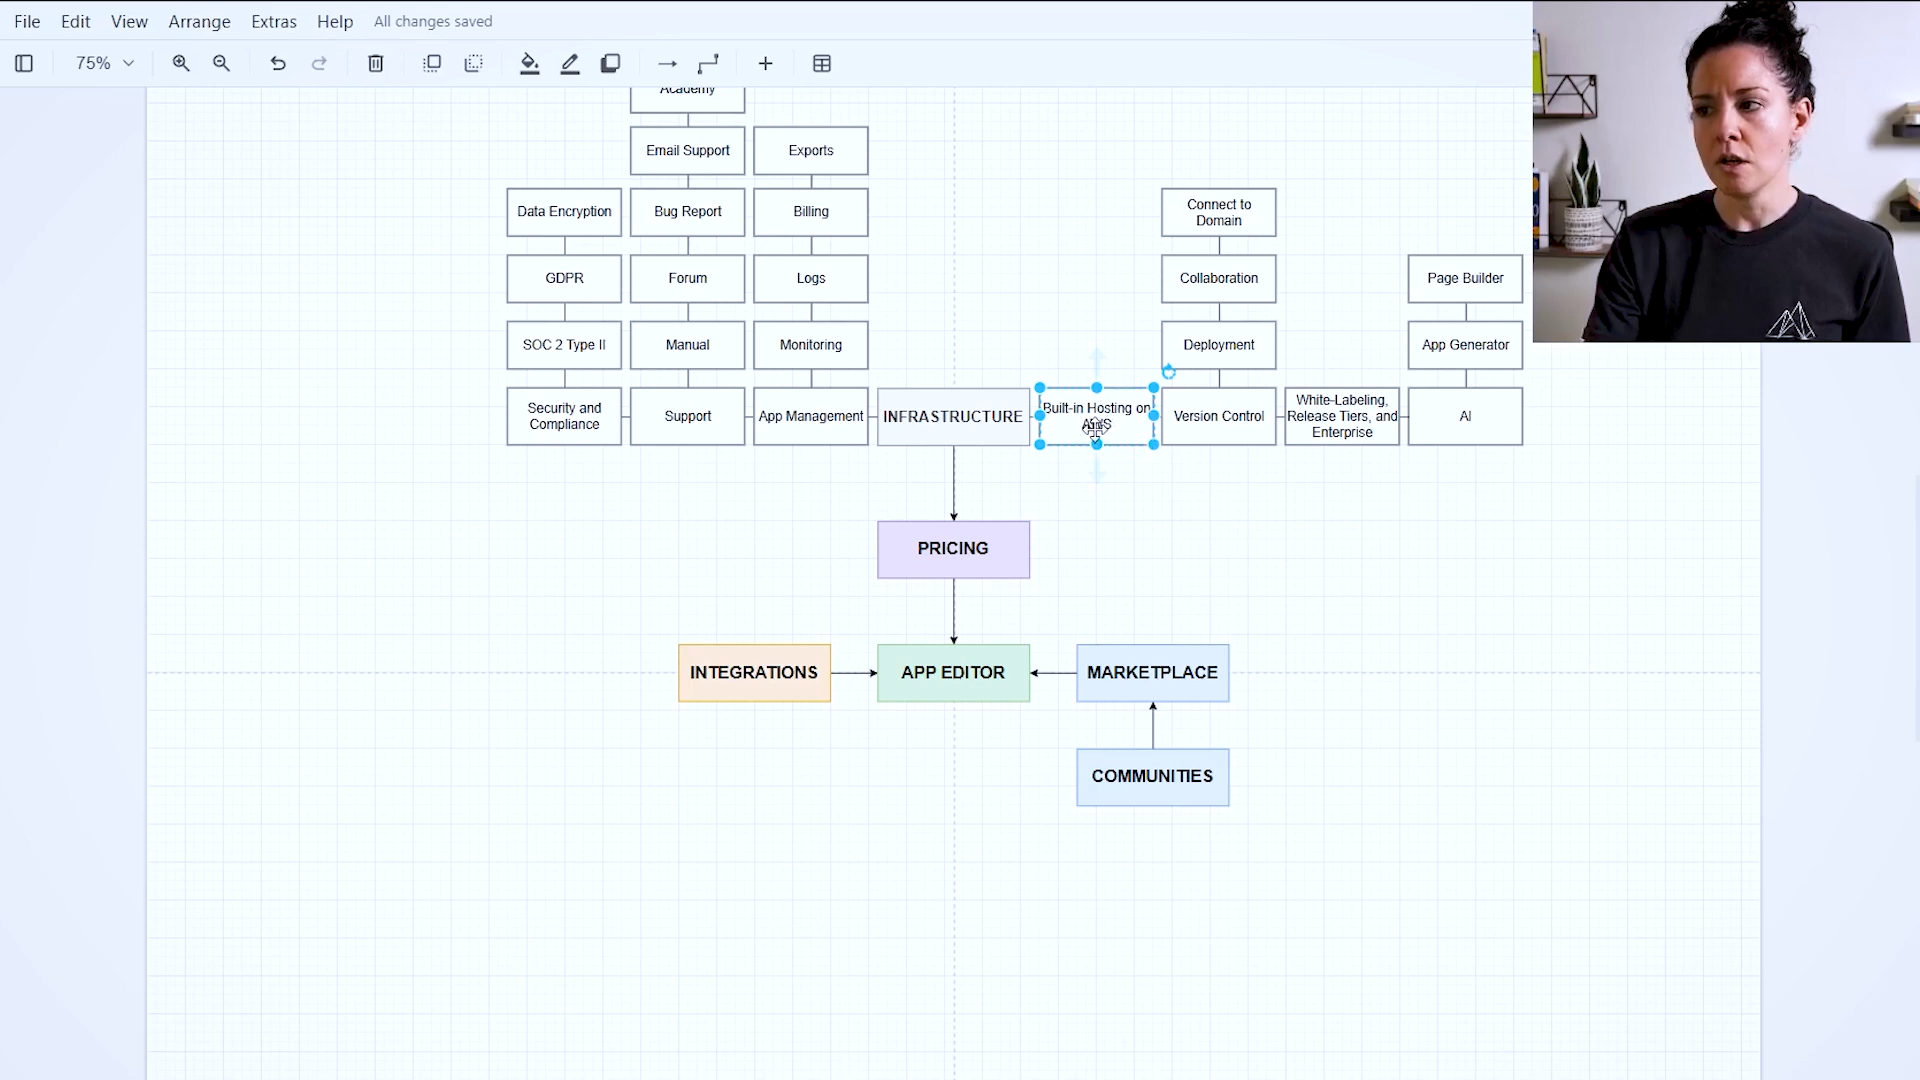 File Edit View Arrange Extras Help All changes saved
75%
Academy
Email Support
Exports
Data Encryption
Bug Report
Billing
Connect to
Domain
GDPR
Forum
Logs
Collaboration
Page Builder
SOC 2 Type II
Manual
Monitoring
Deployment
App Generator
Security and
Compliance
Support
App Management
INFRASTRUCTURE
Built-in Hosting on
AWS
Version Control
White-Labeling,
Release Tiers, and
Enterprise
AI
PRICING
INTEGRATIONS
APP EDITOR
MARKETPLACE
COMMUNITIES